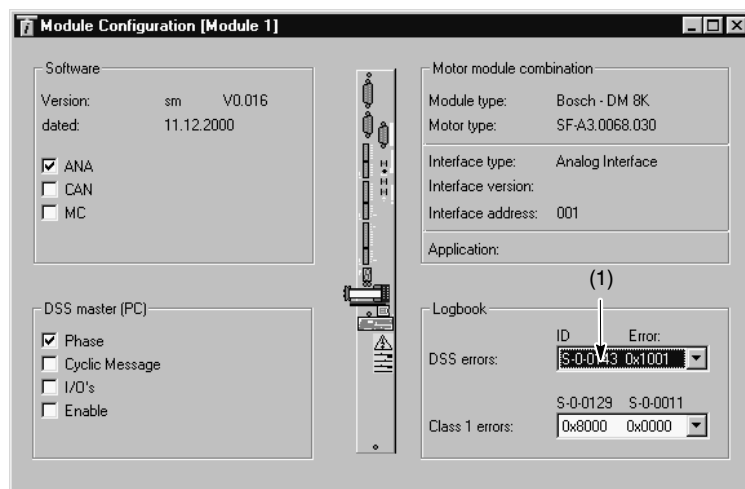 Module Configuration [Module 1]
Software
Version: sm V0.016
dated: 11.12.2000
ANA
CAN
MC
DSS master (PC)
Phase
Cyclic Message
I/O's
Enable
Motor module combination
Module type: Bosch - DM 8K
Motor type: SF-A3.0068.030
Interface type: Analog Interface
Interface version:
Interface address: 001
Application:
(1)
Logbook
ID Error:
DSS errors: S-0-0143 0x1001
S-0-0129 S-0-0011
Class 1 errors: 0x8000 0x0000